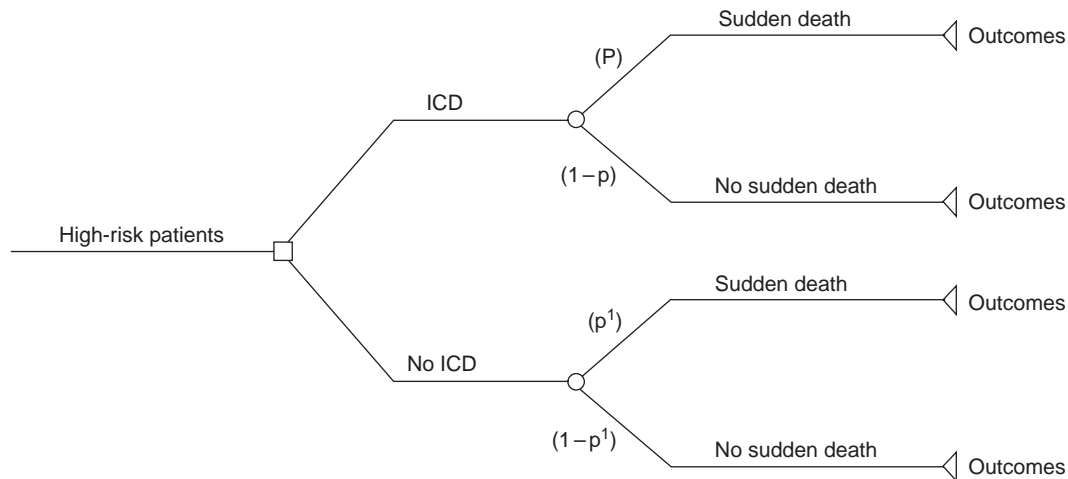 Sudden death
Outcomes
(P)
ICD
(1–p)
No sudden death
Outcomes
High-risk patients
Sudden death
Outcomes
(p¹)
No ICD
(1–p¹)
No sudden death
Outcomes